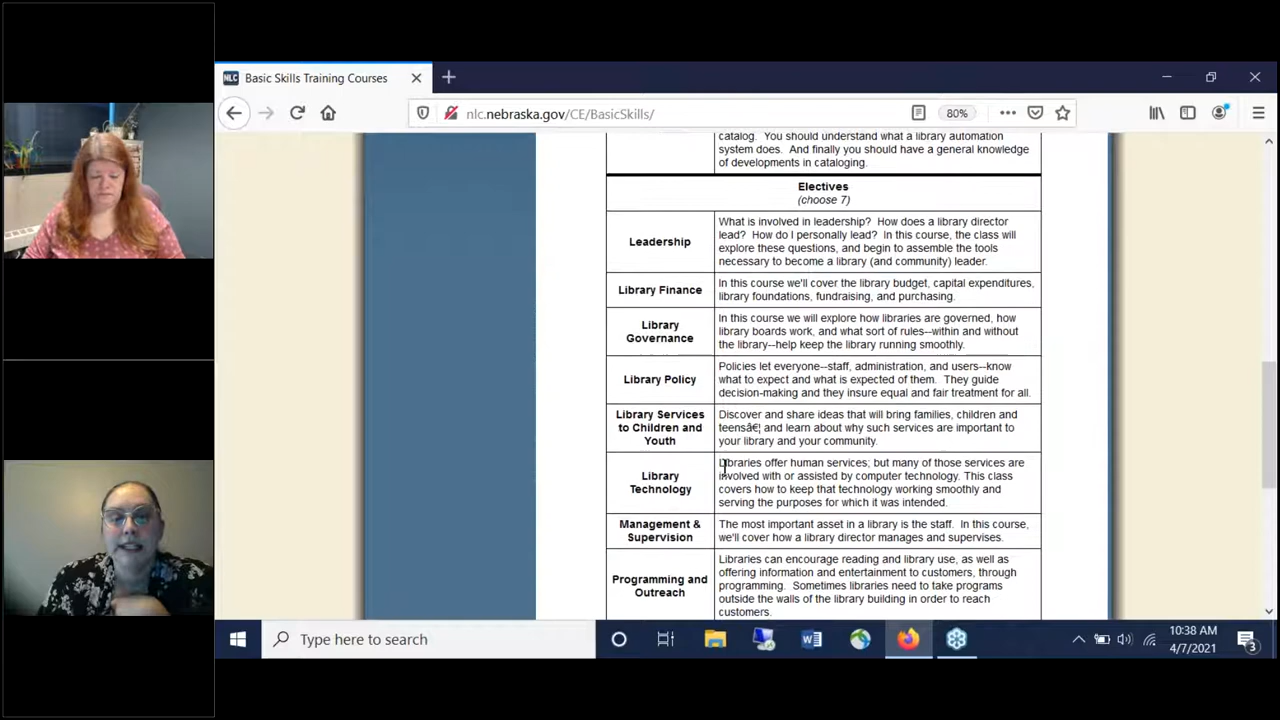 NLC Basic Skills Training Courses
nlc.nebraska.gov/CE/BasicSkills/
80%
catalog. You should understand what a library automation
system does. And finally you should have a general knowledge
of developments in cataloging.
Electives
(choose 7)
Leadership
What is involved in leadership? How does a library director
lead? How do I personally lead? In this course, the class will
explore these questions, and begin to assemble the tools
necessary to become a library (and community) leader.
Library Finance
In this course we'll cover the library budget, capital expenditures,
library foundations, fundraising, and purchasing.
Library
Governance
In this course we will explore how libraries are governed, how
library boards work, and what sort of rules--within and without
the library--help keep the library running smoothly.
Library Policy
Policies let everyone--staff, administration, and users--know
what to expect and what is expected of them. They guide
decision-making and they insure equal and fair treatment for all.
Library Services
to Children and
Youth
Discover and share ideas that will bring families, children and
teensâ€¦ and learn about why such services are important to
your library and your community.
Library
Technology
Libraries offer human services; but many of those services are
involved with or assisted by computer technology. This class
covers how to keep that technology working smoothly and
serving the purposes for which it was intended.
Management &
Supervision
The most important asset in a library is the staff. In this course,
we'll cover how a library director manages and supervises.
Programming and
Outreach
Libraries can encourage reading and library use, as well as
offering information and entertainment to customers, through
programming. Sometimes libraries need to take programs
outside the walls of the library building in order to reach
customers.
Type here to search
10:38 AM
4/7/2021
3